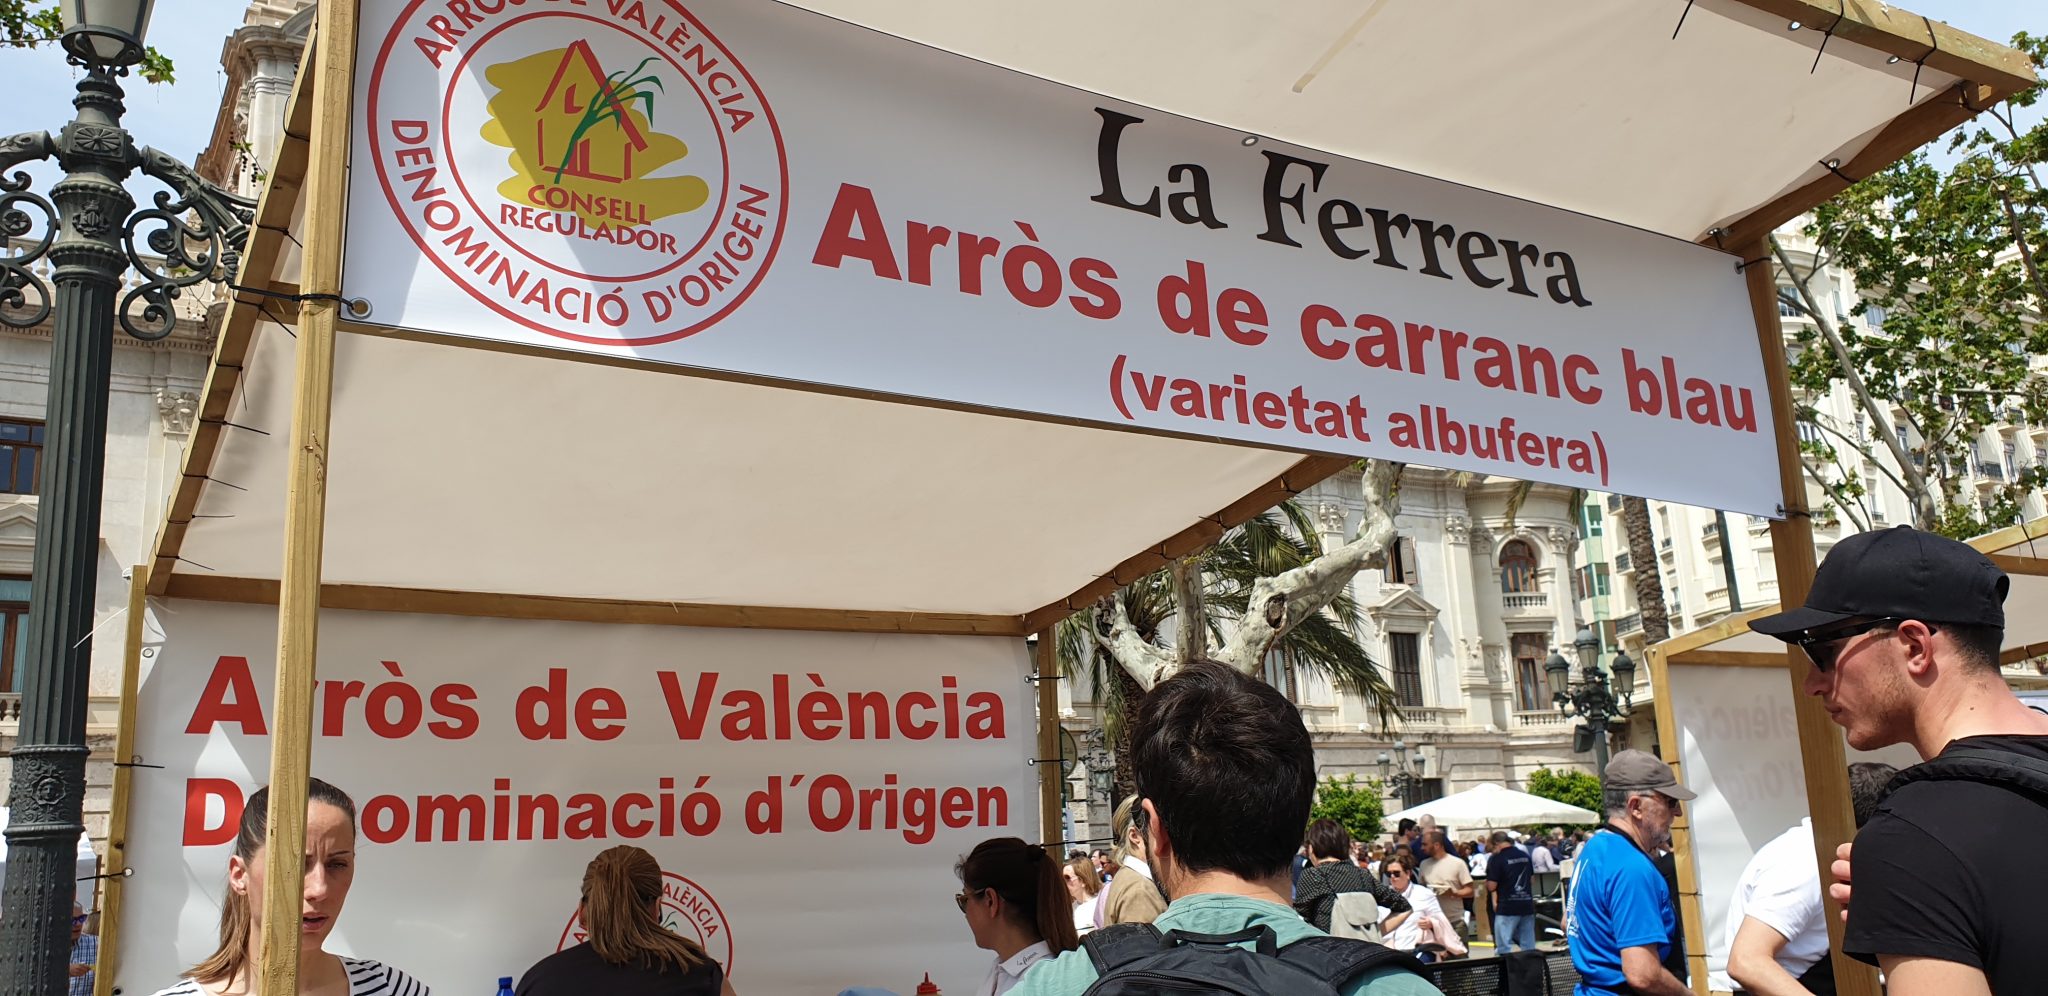 ARRÒS DE VALÈNCIA
DENOMINACIÓ D'ORIGEN
CONSELL
REGULADOR
La Ferrera
Arròs de carranc blau
(varietat albufera)
Arròs de València
Denominació d´Origen
VALÈNCIA